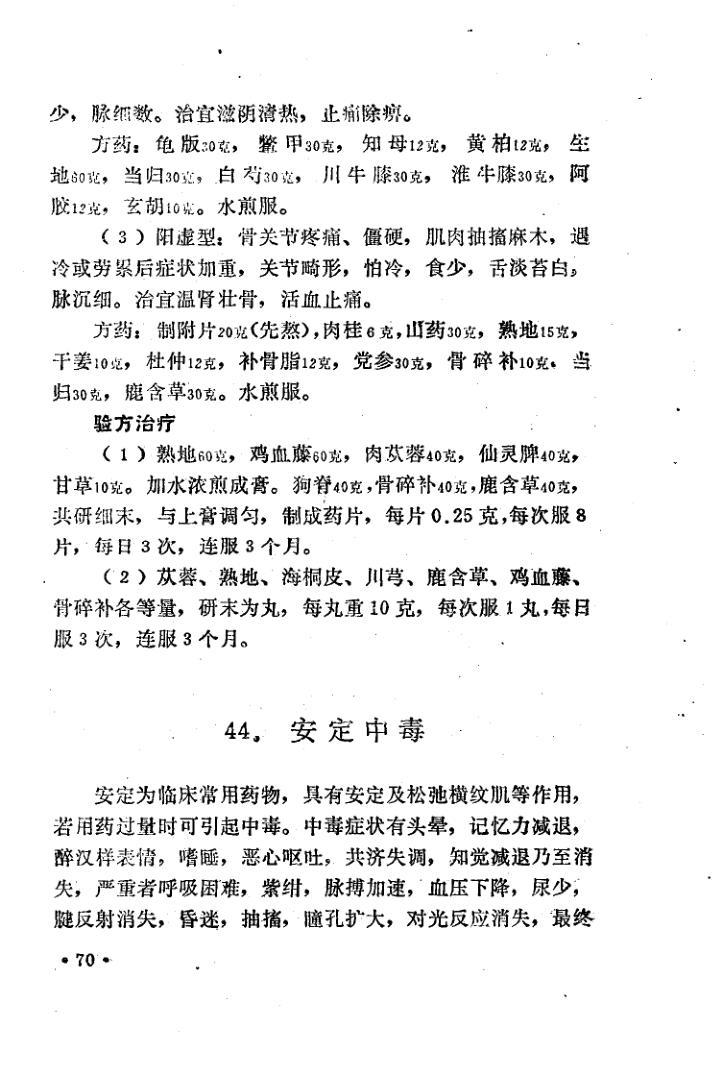 少，脉细数。治宜滋阴清热，止痛除痹。
方药：龟版30克，鳖甲30克，知母12克，黄柏12克，生
地60克，当归30克，白芍30克，川牛膝30克，淮牛膝30克，阿
胶12克，玄胡10克。水煎服。
（3）阳虚型：骨关节疼痛、僵硬，肌肉抽搐麻木，遇
冷或劳累后症状加重，关节畸形，怕冷，食少，舌淡苔白，
脉沉细。治宜温肾壮骨，活血止痛。
方药：制附片20克(先熬)，肉桂6克，山药30克，熟地15克，
干姜10克，杜仲12克，补骨脂12克，党参30克，骨碎补10克，当
归30克，鹿含草30克。水煎服。
验方治疗
（1）熟地60克，鸡血藤60克，肉苁蓉40克，仙灵脾40克，
甘草10克。加水浓煎成膏。狗脊40克，骨碎补40克，鹿含草40克，
共研细末，与上膏调匀，制成药片，每片0.25克，每次服8
片，每日3次，连服3个月。
（2）苁蓉、熟地、海桐皮、川芎、鹿含草、鸡血藤、
骨碎补各等量，研末为丸，每丸重10克，每次服1丸，每日
服3次，连服3个月。
44．安定中毒
安定为临床常用药物，具有安定及松弛横纹肌等作用，
若用药过量时可引起中毒。中毒症状有头晕，记忆力减退，
醉汉样表情，嗜睡，恶心呕吐，共济失调，知觉减退乃至消
失，严重者呼吸困难，紫绀，脉搏加速，血压下降，尿少，
腱反射消失，昏迷，抽搐，瞳孔扩大，对光反应消失，最终
•70•